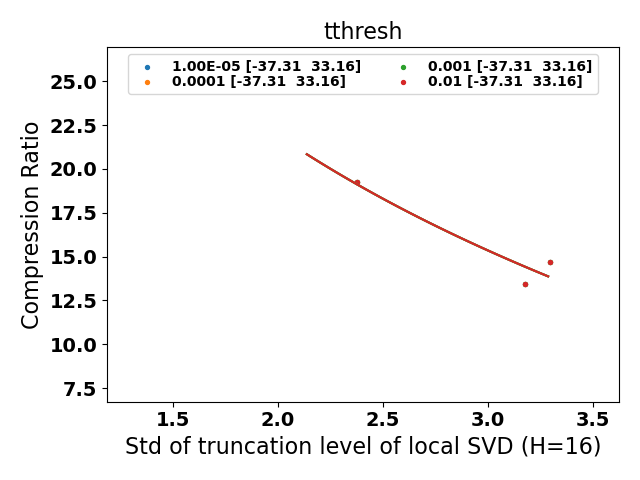 tthresh
1.00E-05 [-37.31  33.16]
0.0001 [-37.31  33.16]
0.001 [-37.31  33.16]
0.01 [-37.31  33.16]
Compression Ratio
25.0
22.5
20.0
17.5
15.0
12.5
10.0
7.5
1.5 2.0 2.5 3.0 3.5
Std of truncation level of local SVD (H=16)